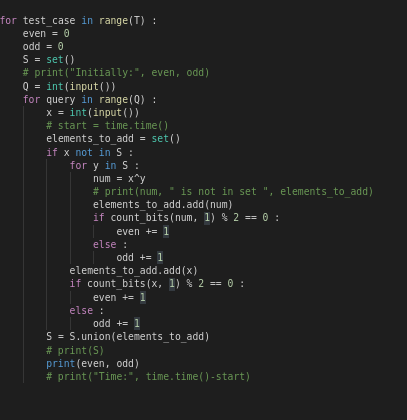 for test_case in range(T) :
    even = 0
    odd = 0
    S = set()
    # print("Initially:", even, odd)
    Q = int(input())
    for query in range(Q) :
        x = int(input())
        # start = time.time()
        elements_to_add = set()
        if x not in S :
            for y in S :
                num = x^y
                # print(num, " is not in set ", elements_to_add)
                elements_to_add.add(num)
                if count_bits(num, 1) % 2 == 0 :
                    even += 1
                else :
                    odd += 1
            elements_to_add.add(x)
            if count_bits(x, 1) % 2 == 0 :
                even += 1
            else :
                odd += 1
        S = S.union(elements_to_add)
        # print(S)
        print(even, odd)
        # print("Time:", time.time()-start)